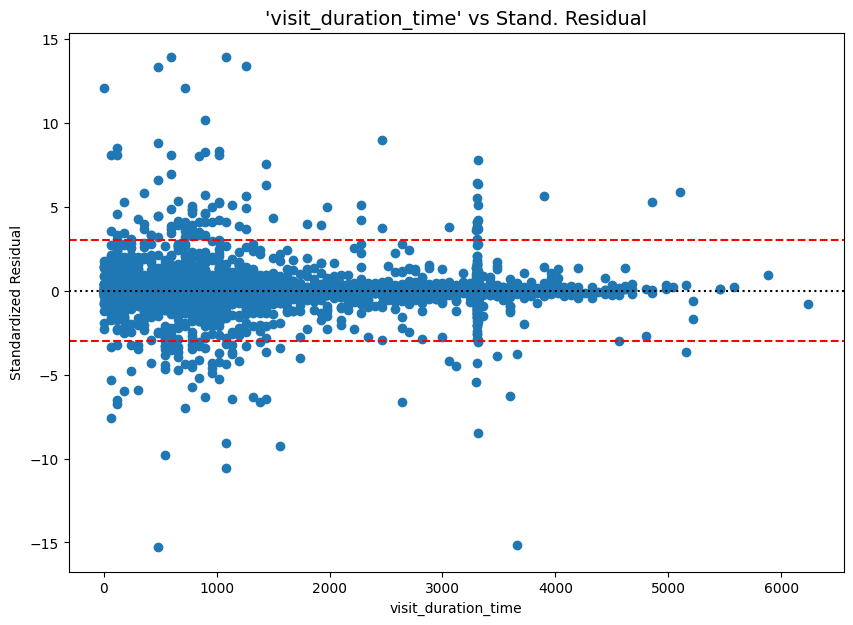 'visit_duration_time' vs Stand. Residual
15
10
5
0
−5
−10
−15
Standardized Residual
0 1000 2000 3000 4000 5000 6000
visit_duration_time